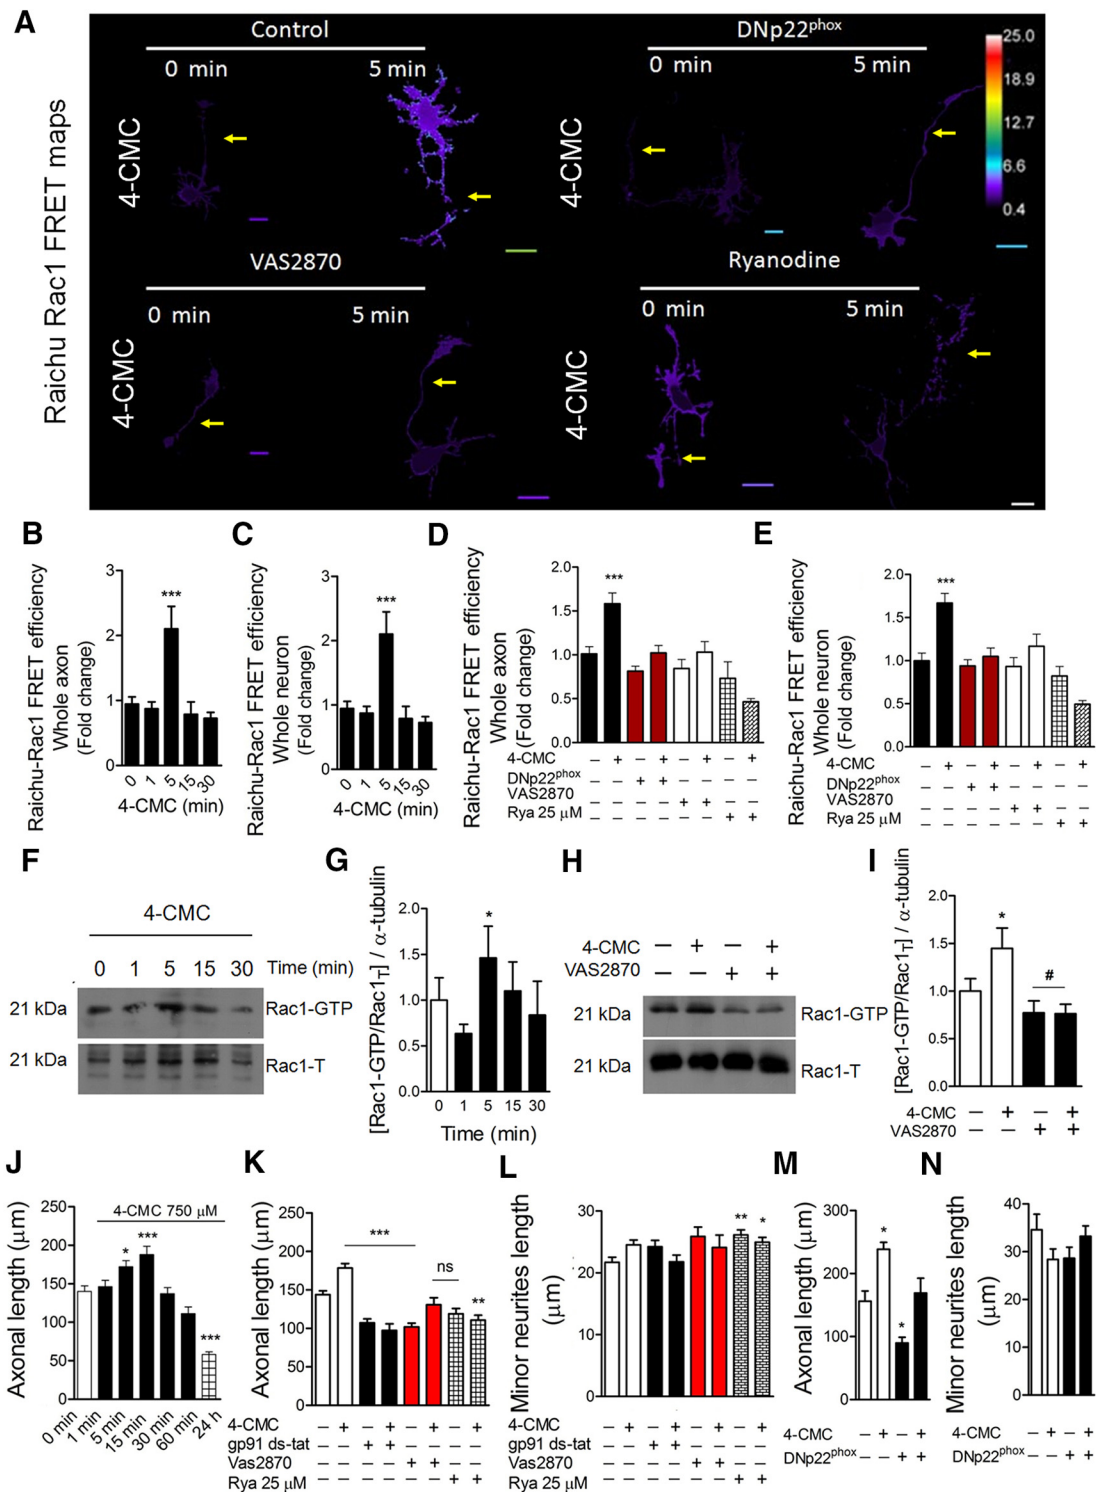 A
Raichu Rac1 FRET maps
Control
0 min
5 min
4-CMC
DNp22phox
0 min
5 min
4-CMC
25.0
18.9
12.7
6.6
0.4
VAS2870
0 min
5 min
4-CMC
Ryanodine
0 min
5 min
4-CMC
B
Raichu-Rac1 FRET efficiency
Whole axon
(Fold change)
3
2
1
0
***
0 1 5 15 30
4-CMC (min)
C
Raichu-Rac1 FRET efficiency
Whole neuron
(Fold change)
3
2
1
0
***
0 1 5 15 30
4-CMC (min)
D
Raichu-Rac1 FRET efficiency
Whole axon
(Fold change)
2.0
1.5
1.0
0.5
0.0
***
4-CMC – + – + – + – +
DNp22phox – – + + – – – –
VAS2870 – – – – + + – –
Rya 25 μM – – – – – – + +
E
Raichu-Rac1 FRET efficiency
Whole neuron
(Fold change)
2.0
1.5
1.0
0.5
0.0
***
4-CMC – + – + – + – +
DNp22phox – – + + – – – –
VAS2870 – – – – + + – –
Rya 25 μM – – – – – – + +
F
4-CMC
0 1 5 15 30 Time (min)
21 kDa Rac1-GTP
21 kDa Rac1-T
G
[Rac1-GTP/Rac1T] / α-tubulin
2.0
1.5
1.0
0.5
0.0
*
0 1 5 15 30
Time (min)
H
4-CMC – + – +
VAS2870 – – + +
21 kDa Rac1-GTP
21 kDa Rac1-T
I
[Rac1-GTP/Rac1T] / α-tubulin
2.0
1.5
1.0
0.5
0.0
*
#
4-CMC – + – +
VAS2870 – – + +
J
Axonal length (μm)
250
200
150
100
50
0
4-CMC 750 μM
*
***
***
0 min
1 min
5 min
15 min
30 min
60 min
24 h
K
Axonal length (μm)
250
200
150
100
50
0
***
ns
**
4-CMC – + – + – + – +
gp91 ds-tat – – + + – – – –
Vas2870 – – – – + + – –
Rya 25 μM – – – – – – + +
L
Minor neurites length
(μm)
30
20
10
0
**
*
4-CMC – + – + – + – +
gp91 ds-tat – – + + – – – –
Vas2870 – – – – + + – –
Rya 25 μM – – – – – – + +
M
Axonal length (μm)
300
200
100
0
*
*
4-CMC – + – +
DNp22phox – – + +
N
Minor neurites length
(μm)
40
30
20
10
0
4-CMC – + – +
DNp22phox – – + +